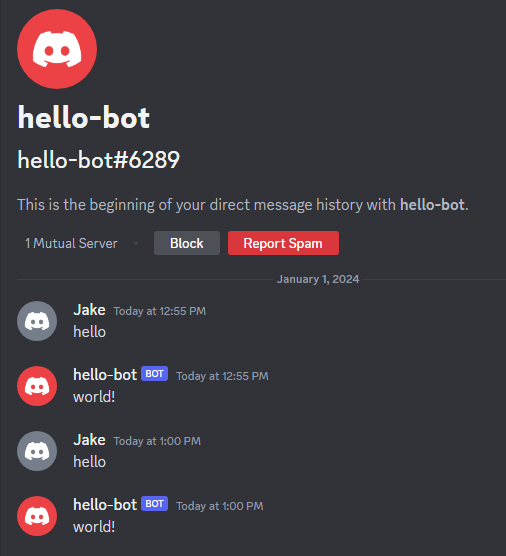 hello-bot
hello-bot#6289
This is the beginning of your direct message history with hello-bot.
1 Mutual Server • Block Report Spam
January 1, 2024
Jake Today at 12:55 PM
hello
hello-bot BOT Today at 12:55 PM
world!
Jake Today at 1:00 PM
hello
hello-bot BOT Today at 1:00 PM
world!